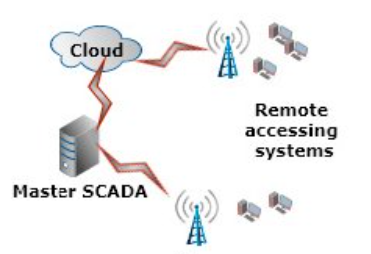 Cloud
Remote
accessing
systems
Master SCADA